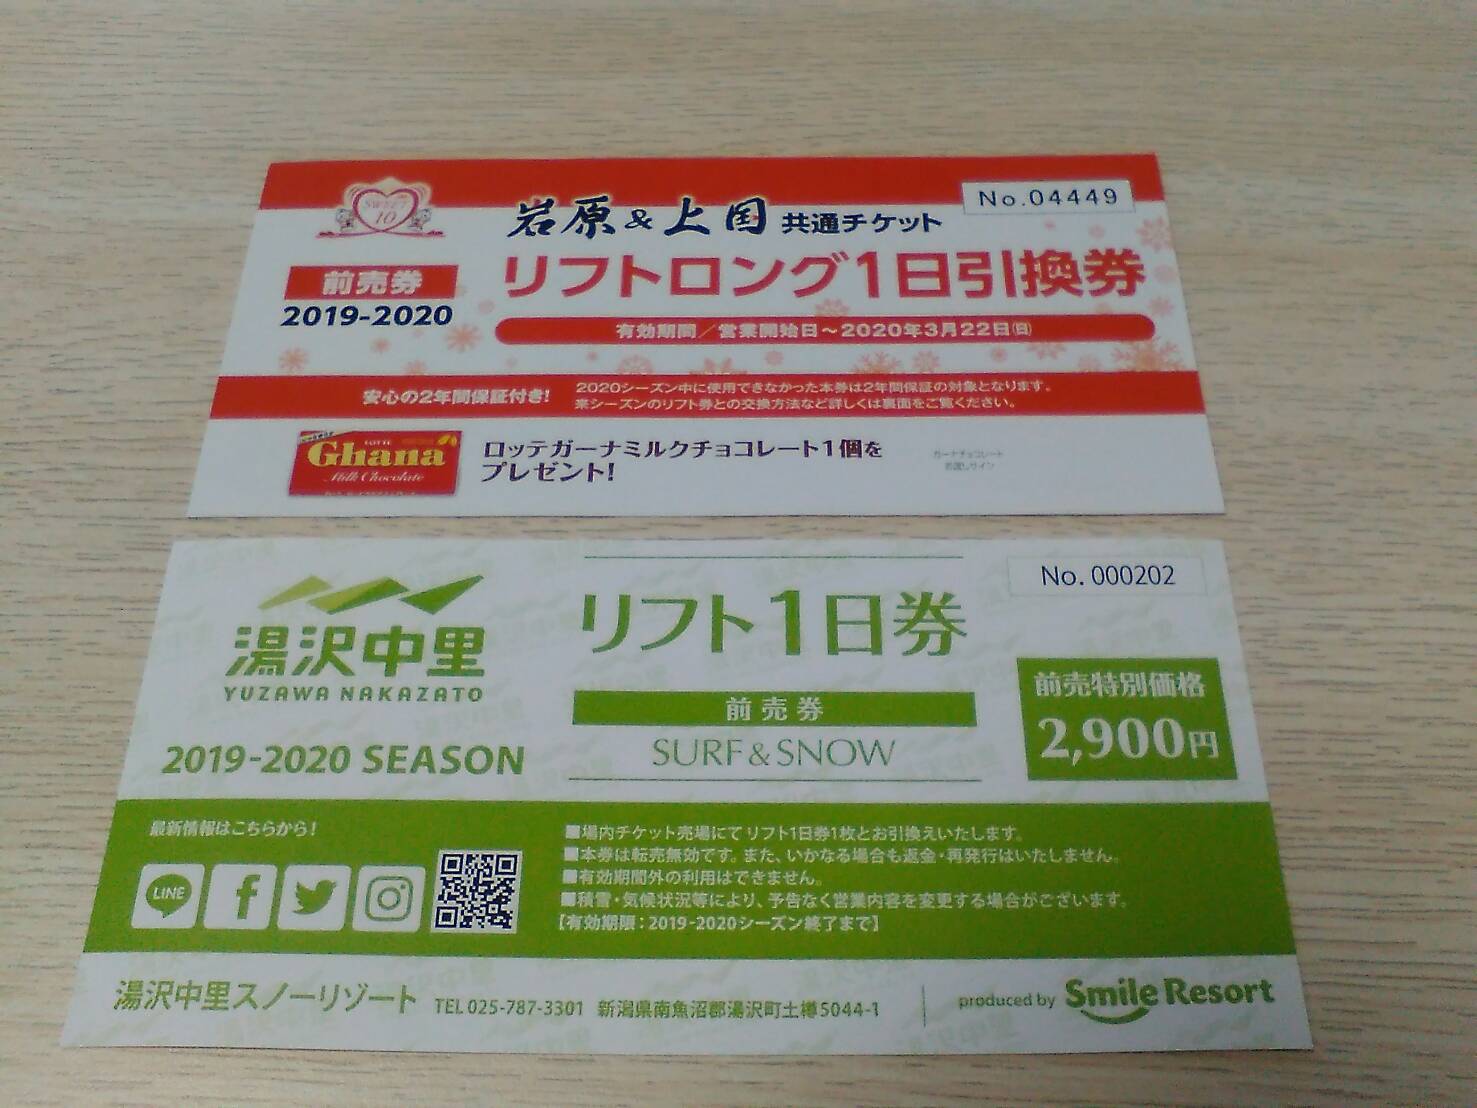 SWEET
10
岩原&上国 共通チケット
No.04449
前売券
2019-2020
リフトロング1日引換券
有効期間/営業開始日~2020年3月22日(日)
安心の2年間保証付き!
2020シーズン中に使用できなかった本券は2年間保証の対象となります。
来シーズンのリフト券との交換方法など詳しくは裏面をご覧ください。
LOTTE
Ghana
Milk Chocolate
ロッテガーナミルクチョコレート1個を
プレゼント!
ガーナチョコレート
お渡しサイン
湯沢中里
YUZAWA NAKAZATO
2019-2020 SEASON
リフト1日券
前売券
SURF&SNOW
No. 000202
前売特別価格
2,900円
最新情報はこちらから!
LINE
■場内チケット売場にてリフト1日券1枚とお引換えいたします。
■本券は転売無効です。また、いかなる場合も返金・再発行はいたしません。
■有効期間外の利用はできません。
■積雪・気候状況等により、予告なく営業内容を変更する場合がございます。
【有効期限:2019-2020シーズン終了まで】
湯沢中里スノーリゾート TEL 025-787-3301 新潟県南魚沼郡湯沢町土樽5044-1
produced by Smile Resort